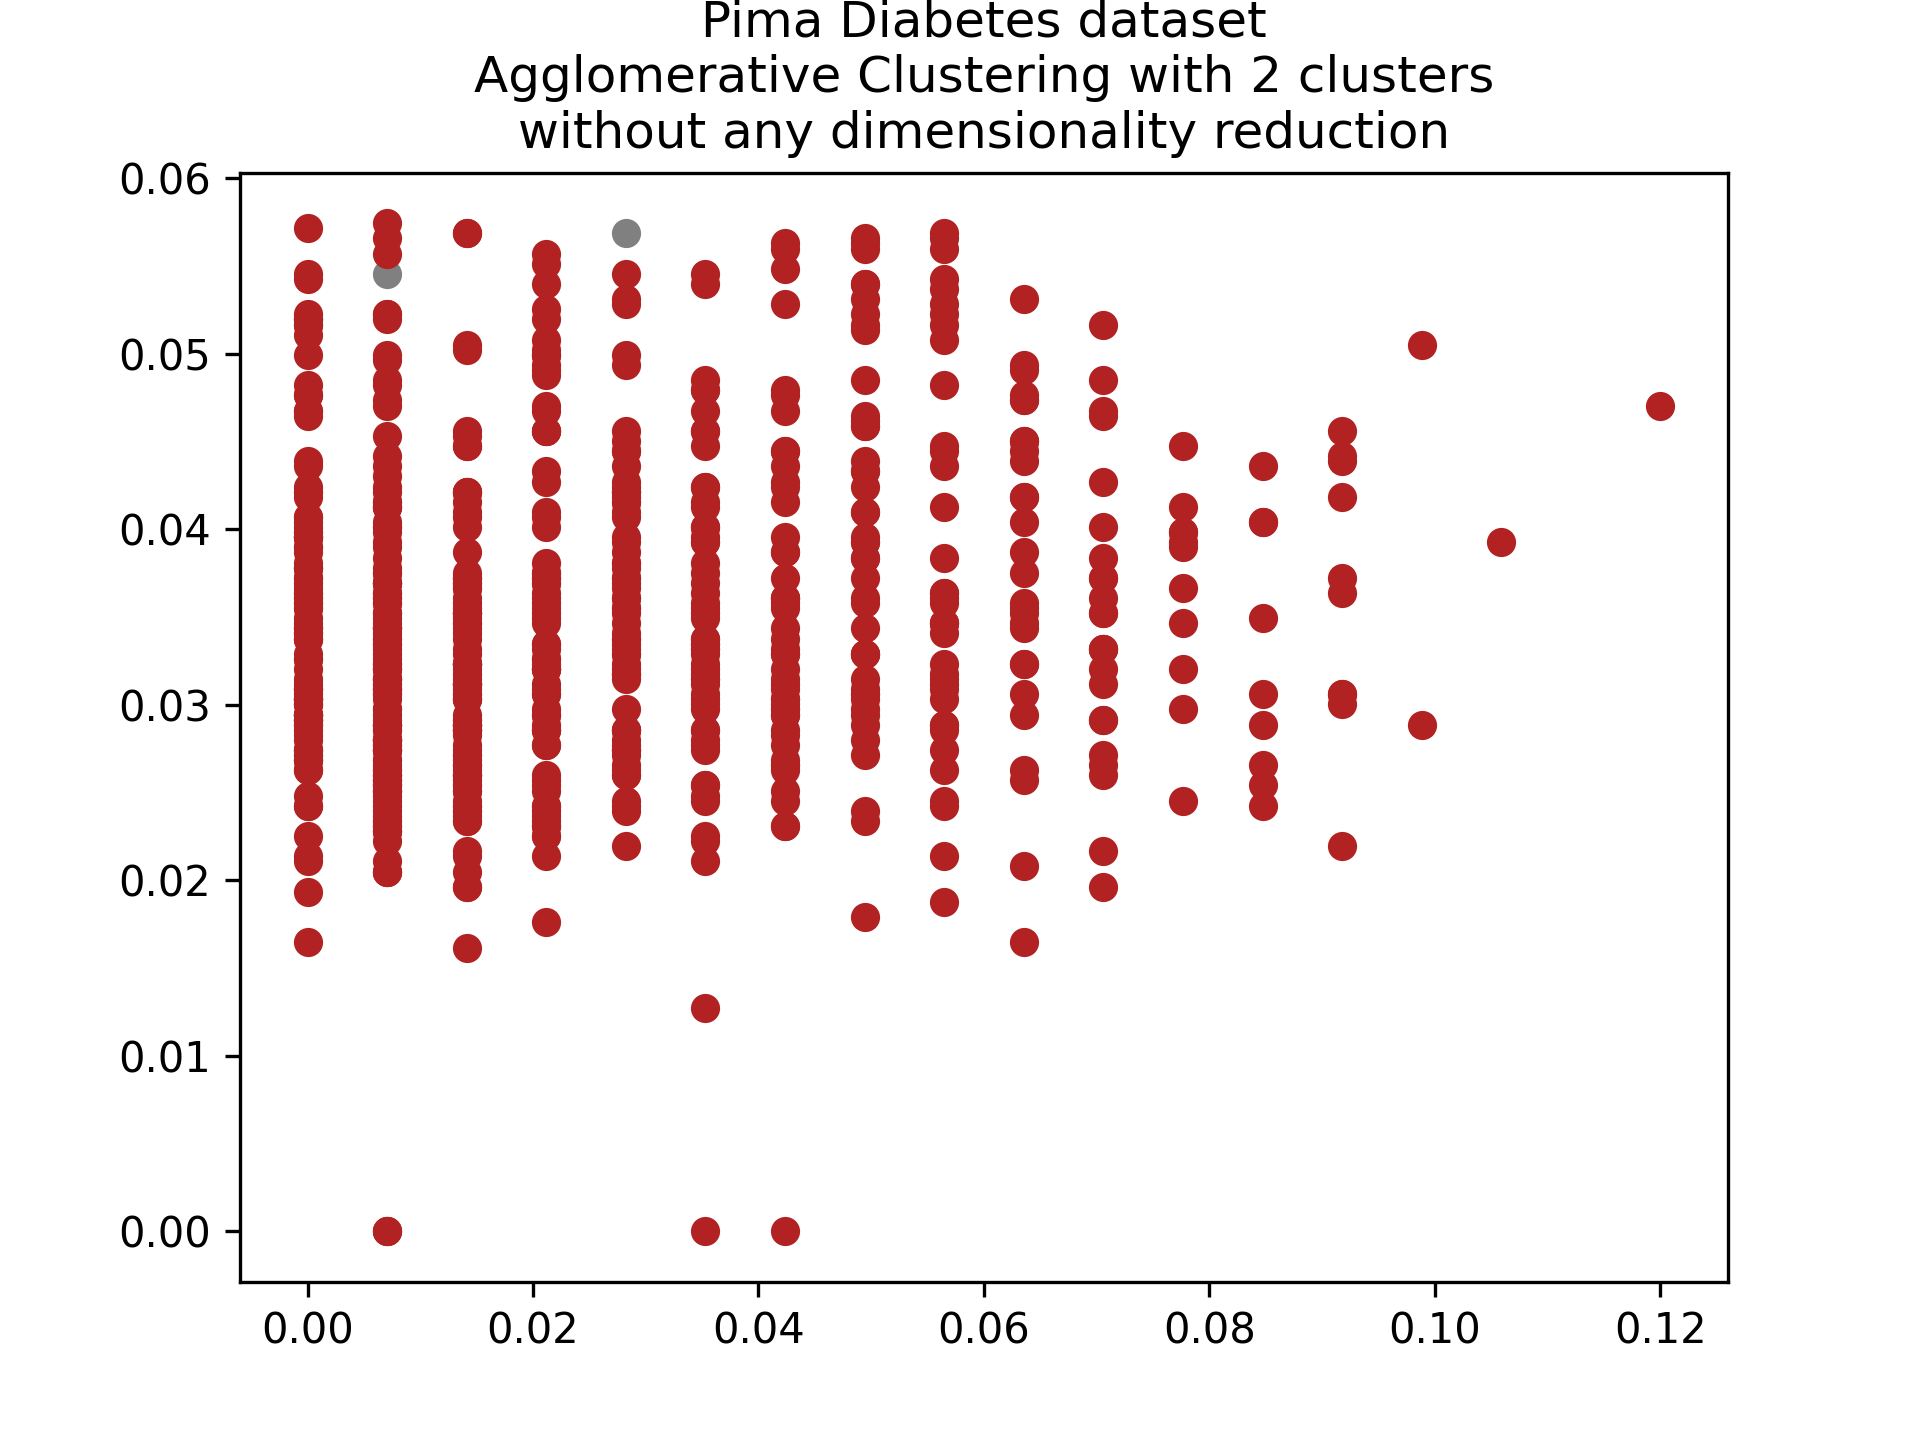 Pima Diabetes dataset
Agglomerative Clustering with 2 clusters
without any dimensionality reduction
0.06
0.05
0.04
0.03
0.02
0.01
0.00
0.00 0.02 0.04 0.06 0.08 0.10 0.12